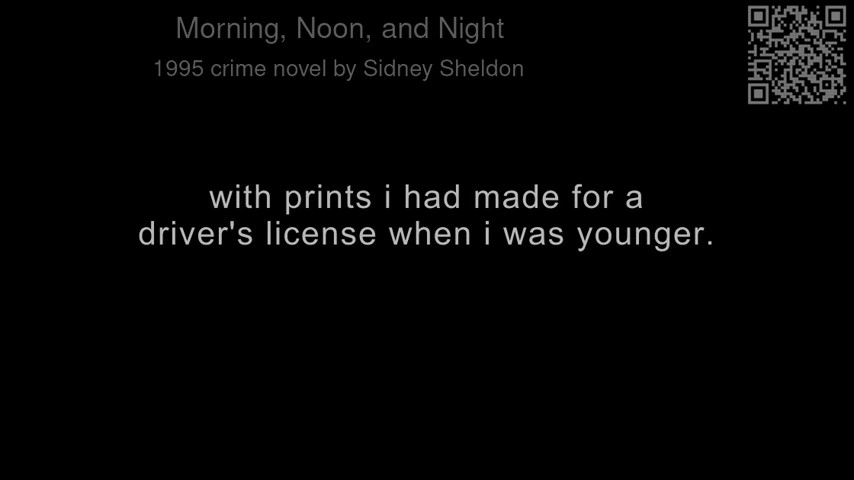 Morning, Noon, and Night
1995 crime novel by Sidney Sheldon
with prints i had made for a
driver's license when i was younger.